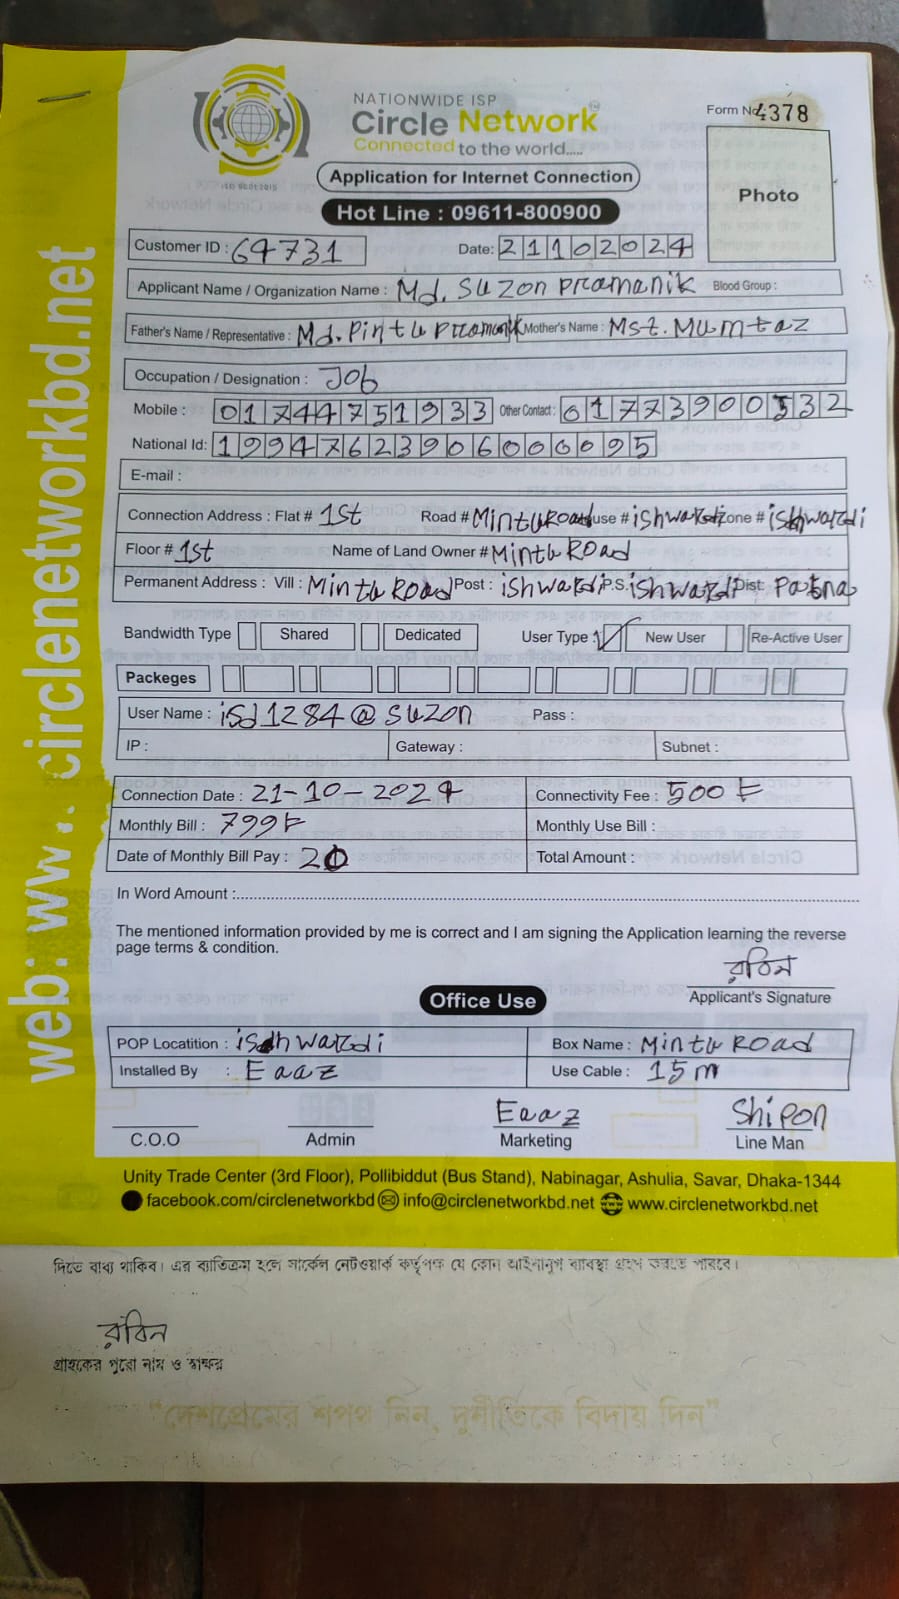 NATIONWIDE ISP
Circle Network
Connected to the world.....
ISO 9001:2015
Form No. 4378
Photo
Application for Internet Connection
Hot Line : 09611-800900
Customer ID : 64731 Date: 21102024
Applicant Name / Organization Name : Md. Suzon Pramanik Blood Group :
Father's Name / Representative : Md. Pintu Pramanik Mother's Name : Mst. Mumtaz
Occupation / Designation : Job
Mobile : 01744751933 Other Contact : 01773900532
National Id: 19947623906000095
E-mail :
Connection Address : Flat # 1st Road # Mintu Road House # ishwardi Zone # ishwardi
Floor # 1st Name of Land Owner # Mintu Road
Permanent Address : Vill : Mintu Road Post : ishwardi P.S. ishwardi Dist: Pabna
Bandwidth Type Shared Dedicated User Type : New User Re-Active User
Packeges
User Name : isd1284@suzon Pass :
IP : Gateway : Subnet :
Connection Date : 21-10-2024 Connectivity Fee : 500 ৳
Monthly Bill : 799৳ Monthly Use Bill :
Date of Monthly Bill Pay : 20 Total Amount :
In Word Amount :
The mentioned information provided by me is correct and I am signing the Application learning the reverse
page terms & condition.
রবিন
Applicant's Signature
Office Use
POP Locatition : ishwardi Box Name : Mintu Road
Installed By : Eaaz Use Cable : 15m
Eaaz Shipon
C.O.O Admin Marketing Line Man
Unity Trade Center (3rd Floor), Pollibiddut (Bus Stand), Nabinagar, Ashulia, Savar, Dhaka-1344
facebook.com/circlenetworkbd info@circlenetworkbd.net www.circlenetworkbd.net
web: www.circlenetworkbd.net
দিতে বাধ্য থাকিব। এর ব্যতিক্রম হলে সার্কেল নেটওয়ার্ক কর্তৃপক্ষ যে কোন আইনানুগ ব্যবস্থা গ্রহণ করতে পারবে।
রবিন
গ্রাহকের পুরো নাম ও স্বাক্ষর
"দেশপ্রেমের শপথ নিন, দুর্নীতিকে বিদায় দিন"